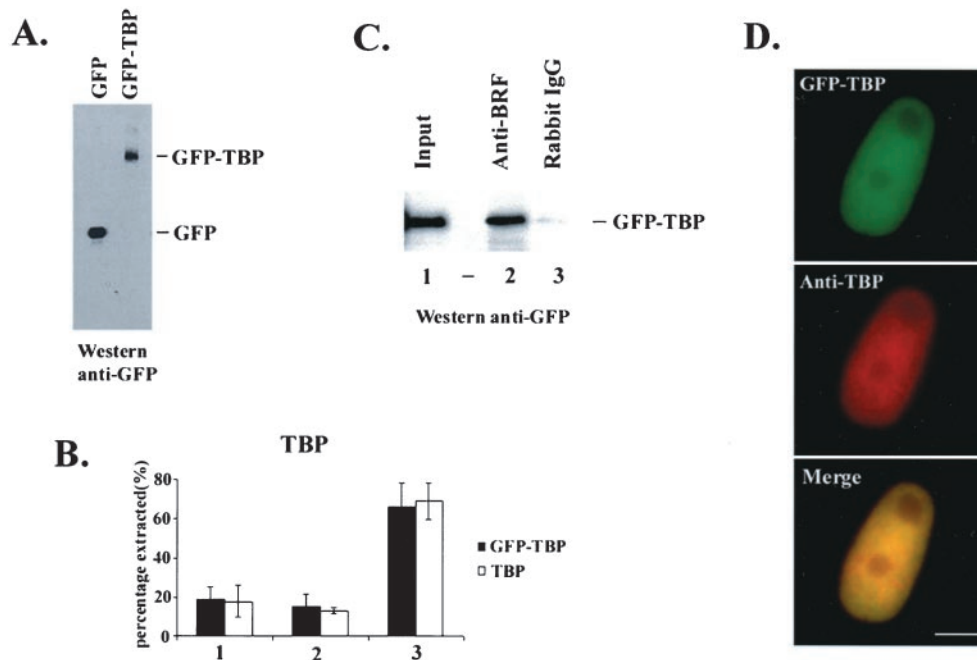 A.
GFP
GFP-TBP
GFP-TBP
GFP
Western
anti-GFP
C.
Input
Anti-BRF
Rabbit IgG
GFP-TBP
1 – 2 3
Western anti-GFP
D.
GFP-TBP
Anti-TBP
Merge
B.
TBP
percentage extracted(%)
80
60
40
20
0
1 2 3
GFP-TBP
TBP